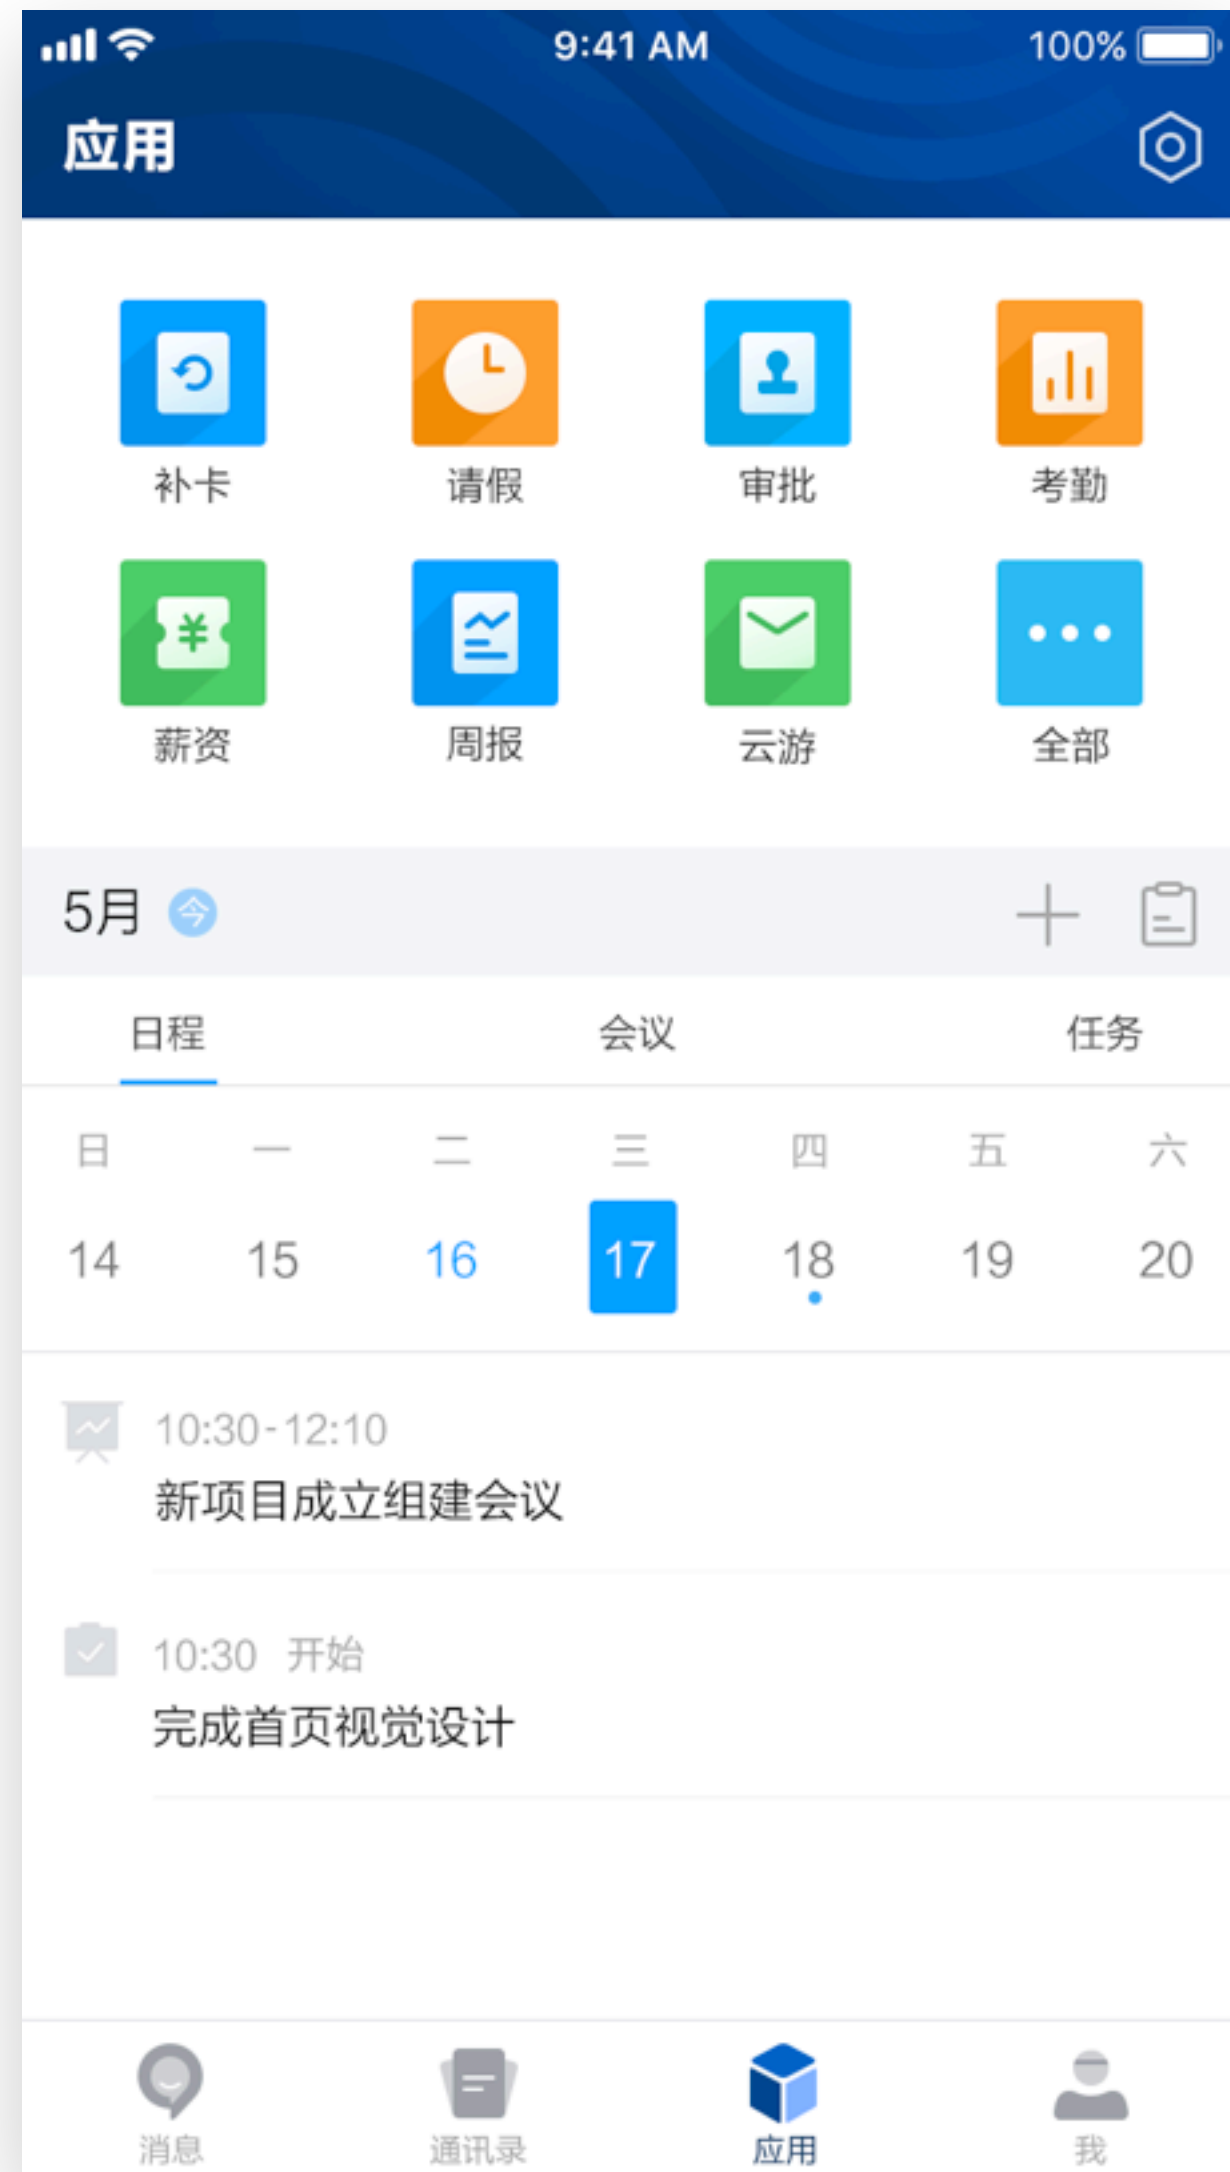 9:41 AM 100%
应用
补卡 请假 审批 考勤
¥
薪资 周报 云游 全部
5月 今
日程 会议 任务
日 一 二 三 四 五 六
14 15 16 17 18 19 20
10:30-12:10
新项目成立组建会议
10:30 开始
完成首页视觉设计
消息 通讯录 应用 我